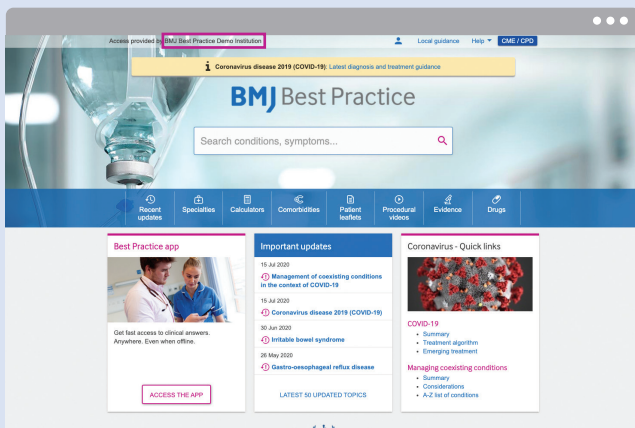 Access provided by BMJ Best Practice Demo Institution
Local guidance
Help
CME / CPD
Coronavirus disease 2019 (COVID-19): Latest diagnosis and treatment guidance
BMJ Best Practice
Search conditions, symptoms...
Recent updates
Specialties
Calculators
Comorbidities
Patient leaflets
Procedural videos
Evidence
Drugs
Best Practice app
Get fast access to clinical answers.
Anywhere. Even when offline.
ACCESS THE APP
Important updates
15 Jul 2020
Management of coexisting conditions
in the context of COVID-19
15 Jul 2020
Coronavirus disease 2019 (COVID-19)
30 Jun 2020
Irritable bowel syndrome
26 May 2020
Gastro-oesophageal reflux disease
LATEST 50 UPDATED TOPICS
Coronavirus - Quick links
COVID-19
Summary
Treatment algorithm
Emerging treatment
Managing coexisting conditions
Summary
Considerations
A-Z list of conditions